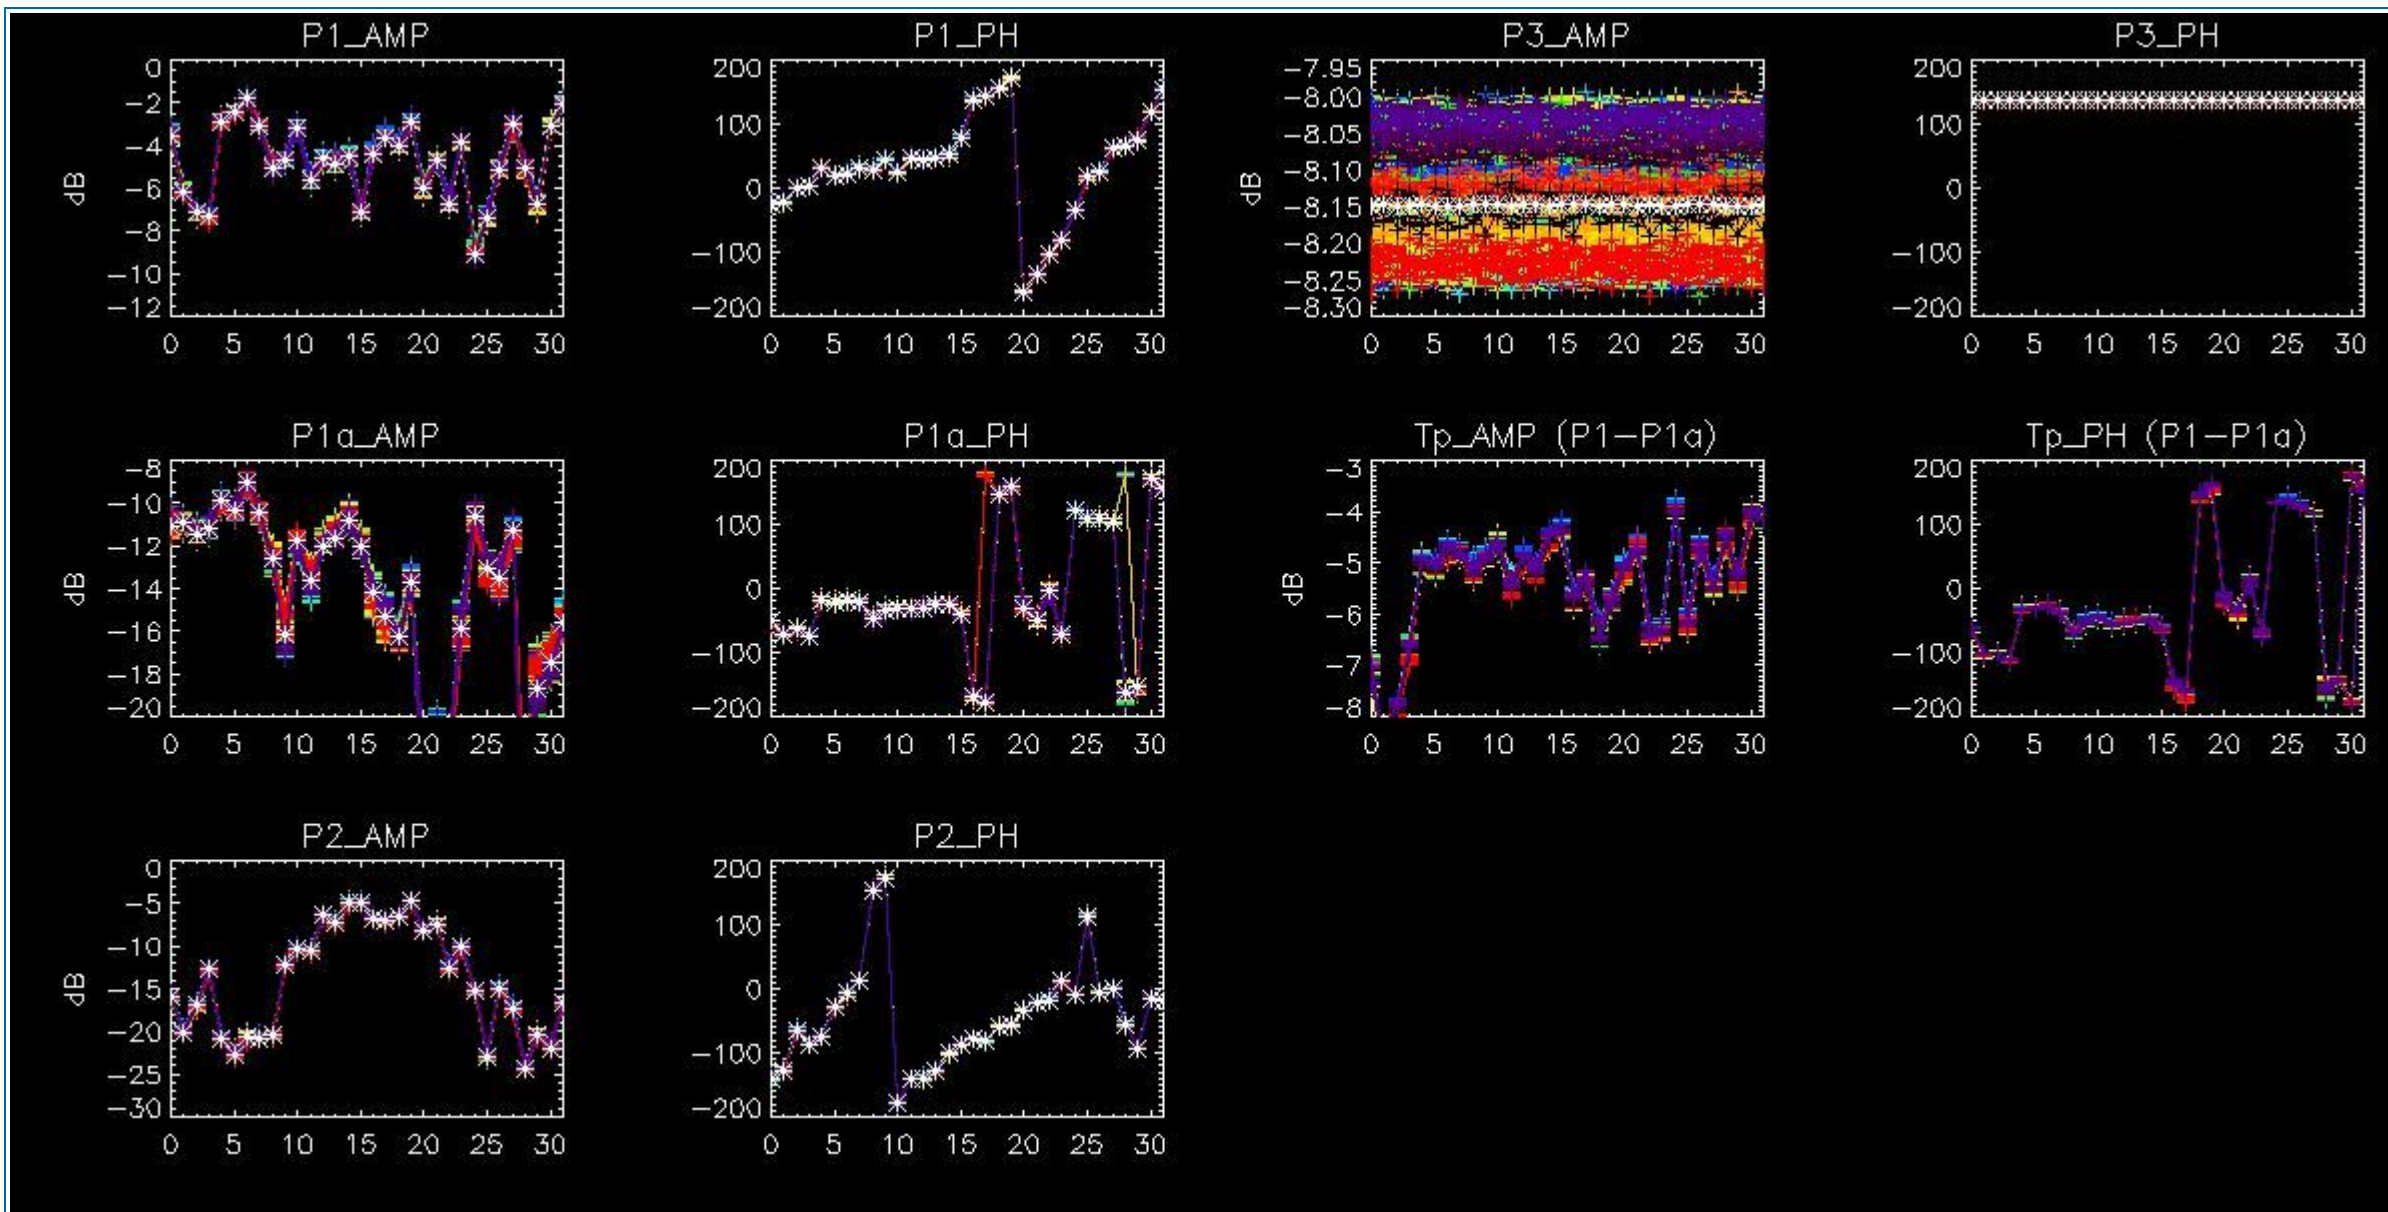 P1_AMP
0
−2
−4
−6
−8
−10
−12
dB
0 5 10 15 20 25 30
P1_PH
200
100
0
−100
−200
0 5 10 15 20 25 30
P3_AMP
−7.95
−8.00
−8.05
−8.10
−8.15
−8.20
−8.25
−8.30
dB
0 5 10 15 20 25 30
P3_PH
200
100
0
−100
−200
0 5 10 15 20 25 30
P1a_AMP
−8
−10
−12
−14
−16
−18
−20
dB
0 5 10 15 20 25 30
P1a_PH
200
100
0
−100
−200
0 5 10 15 20 25 30
Tp_AMP (P1−P1a)
−3
−4
−5
−6
−7
−8
dB
0 5 10 15 20 25 30
Tp_PH (P1−P1a)
200
100
0
−100
−200
0 5 10 15 20 25 30
P2_AMP
0
−5
−10
−15
−20
−25
−30
dB
0 5 10 15 20 25 30
P2_PH
200
100
0
−100
−200
0 5 10 15 20 25 30